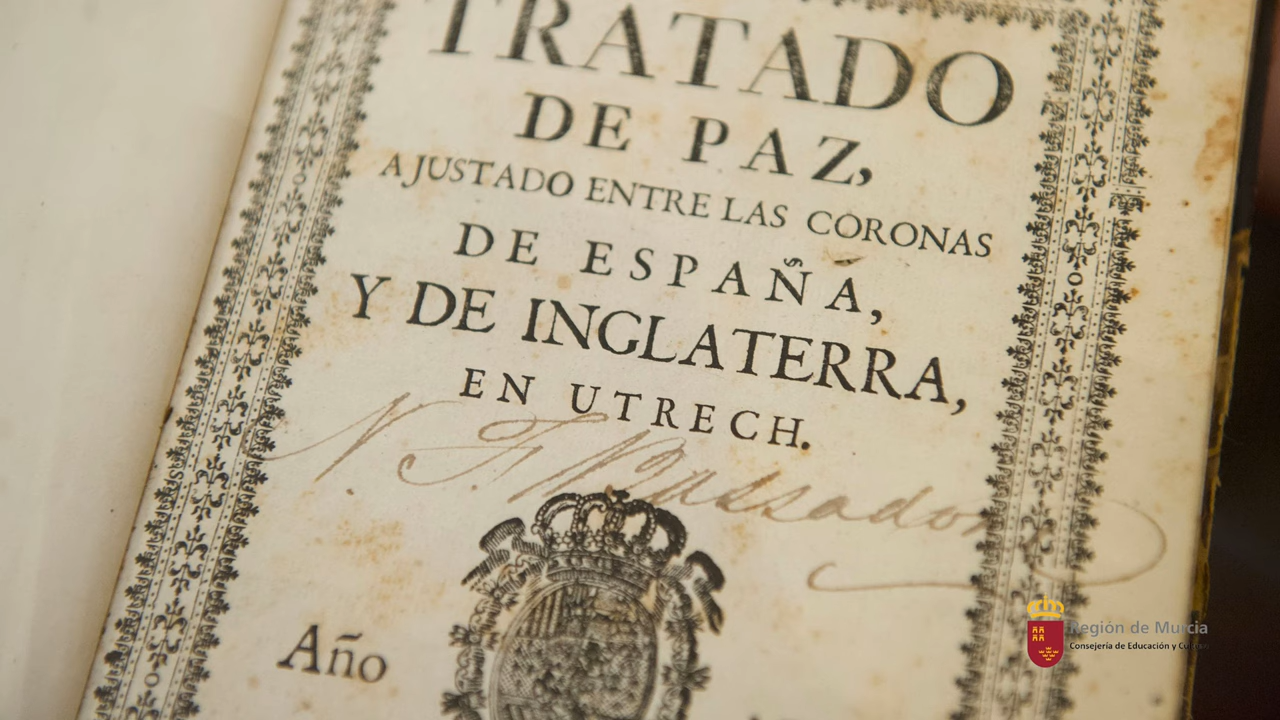 TRATADO
DE PAZ,
AJUSTADO ENTRE LAS CORONAS
DE ESPAÑA,
Y DE INGLATERRA,
EN UTRECH.
N. F.
Año
Región de Murcia
Consejería de Educación y Cultura